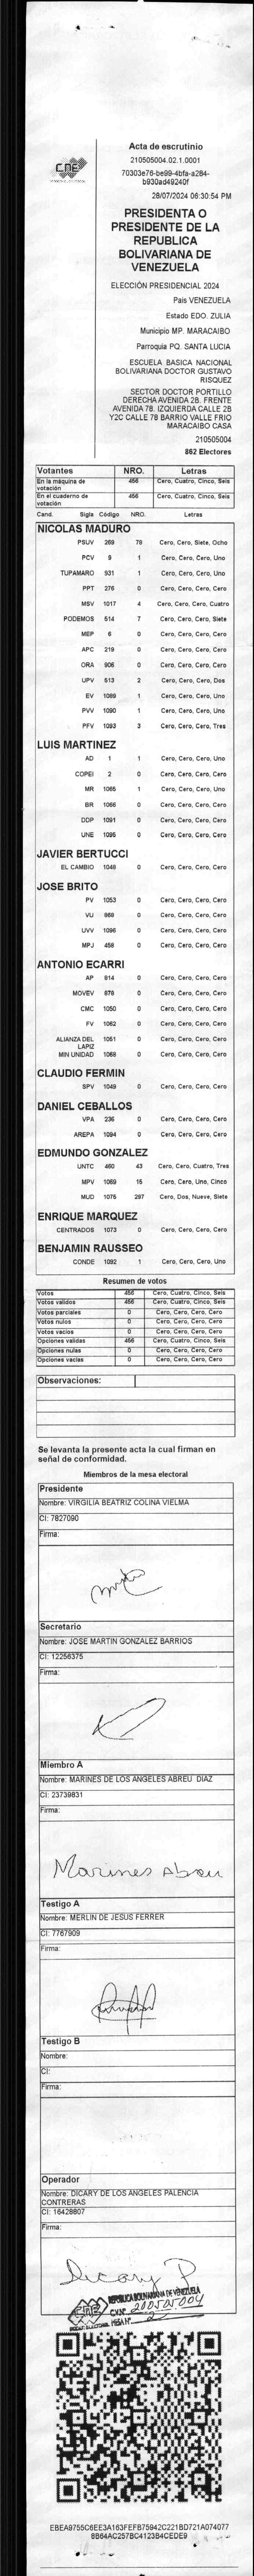 CNE
Acta de escrutinio
210505004.02.1.0001
70303e76-be99-4bfa-a284-
b930ad49240f
28/07/2024 06:30:54 PM
PRESIDENTA O
PRESIDENTE DE LA
REPUBLICA
BOLIVARIANA DE
VENEZUELA
ELECCIÓN PRESIDENCIAL 2024
País VENEZUELA
Estado EDO. ZULIA
Municipio MP. MARACAIBO
Parroquia PQ. SANTA LUCIA
ESCUELA BASICA NACIONAL
BOLIVARIANA DOCTOR GUSTAVO
RISQUEZ
SECTOR DOCTOR PORTILLO
DERECHA AVENIDA 2B. FRENTE
AVENIDA 7B. IZQUIERDA CALLE 2B
Y2C CALLE 78 BARRIO VALLE FRIO
MARACAIBO CASA
210505004
862 Electores
Votantes NRO. Letras
En la máquina de votación 456 Cero, Cuatro, Cinco, Seis
En el cuaderno de votación 456 Cero, Cuatro, Cinco, Seis
Cand. Sigla Código NRO. Letras
NICOLAS MADURO
PSUV 269 78 Cero, Cero, Siete, Ocho
PCV 9 1 Cero, Cero, Cero, Uno
TUPAMARO 931 1 Cero, Cero, Cero, Uno
PPT 276 0 Cero, Cero, Cero, Cero
MSV 1017 4 Cero, Cero, Cero, Cuatro
PODEMOS 514 7 Cero, Cero, Cero, Siete
MEP 6 0 Cero, Cero, Cero, Cero
APC 219 0 Cero, Cero, Cero, Cero
ORA 906 0 Cero, Cero, Cero, Cero
UPV 513 2 Cero, Cero, Cero, Dos
EV 1089 1 Cero, Cero, Cero, Uno
PVV 1090 1 Cero, Cero, Cero, Uno
PFV 1093 3 Cero, Cero, Cero, Tres
LUIS MARTINEZ
AD 1 1 Cero, Cero, Cero, Uno
COPEI 2 0 Cero, Cero, Cero, Cero
MR 1065 1 Cero, Cero, Cero, Uno
BR 1066 0 Cero, Cero, Cero, Cero
DDP 1091 0 Cero, Cero, Cero, Cero
UNE 1095 0 Cero, Cero, Cero, Cero
JAVIER BERTUCCI
EL CAMBIO 1048 0 Cero, Cero, Cero, Cero
JOSE BRITO
PV 1053 0 Cero, Cero, Cero, Cero
VU 868 0 Cero, Cero, Cero, Cero
UVV 1096 0 Cero, Cero, Cero, Cero
MPJ 458 0 Cero, Cero, Cero, Cero
ANTONIO ECARRI
AP 814 0 Cero, Cero, Cero, Cero
MOVEV 878 0 Cero, Cero, Cero, Cero
CMC 1050 0 Cero, Cero, Cero, Cero
FV 1062 0 Cero, Cero, Cero, Cero
ALIANZA DEL LAPIZ 1051 0 Cero, Cero, Cero, Cero
MIN UNIDAD 1068 0 Cero, Cero, Cero, Cero
CLAUDIO FERMIN
SPV 1049 0 Cero, Cero, Cero, Cero
DANIEL CEBALLOS
VPA 236 0 Cero, Cero, Cero, Cero
AREPA 1094 0 Cero, Cero, Cero, Cero
EDMUNDO GONZALEZ
UNTC 460 43 Cero, Cero, Cuatro, Tres
MPV 1069 15 Cero, Cero, Uno, Cinco
MUD 1075 297 Cero, Dos, Nueve, Siete
ENRIQUE MARQUEZ
CENTRADOS 1073 0 Cero, Cero, Cero, Cero
BENJAMIN RAUSSEO
CONDE 1092 1 Cero, Cero, Cero, Uno
Resumen de votos
Votos 456 Cero, Cuatro, Cinco, Seis
Votos validos 456 Cero, Cuatro, Cinco, Seis
Votos parciales 0 Cero, Cero, Cero, Cero
Votos nulos 0 Cero, Cero, Cero, Cero
Votos vacios 0 Cero, Cero, Cero, Cero
Opciones validas 456 Cero, Cuatro, Cinco, Seis
Opciones nulas 0 Cero, Cero, Cero, Cero
Opciones vacias 0 Cero, Cero, Cero, Cero
Observaciones:
Se levanta la presente acta la cual firman en
señal de conformidad.
Miembros de la mesa electoral
Presidente
Nombre: VIRGILIA BEATRIZ COLINA VIELMA
CI: 7827090
Firma:
Secretario
Nombre: JOSE MARTIN GONZALEZ BARRIOS
CI: 12256375
Firma:
Miembro A
Nombre: MARINES DE LOS ANGELES ABREU DIAZ
CI: 23739831
Firma:
Marines Abreu
Testigo A
Nombre: MERLIN DE JESUS FERRER
CI: 7767909
Firma:
Testigo B
Nombre:
CI:
Firma:
Operador
Nombre: DICARY DE LOS ANGELES PALENCIA
CONTRERAS
CI: 16428807
Firma:
Dicary P
REPUBLICA BOLIVARIANA DE VENEZUELA
CNE C.V.Nº 210505004
MESA Nº 2
EBEA9755C6EE3A163FEFB75942C221BD721A074077
8B64AC257BC4123B4CEDE9